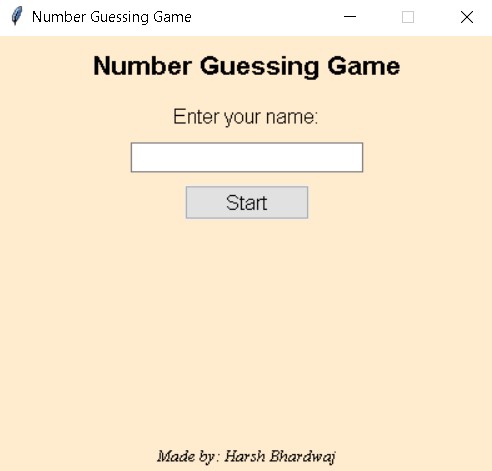 Number Guessing Game
Number Guessing Game
Enter your name:
Start
Made by: Harsh Bhardwaj